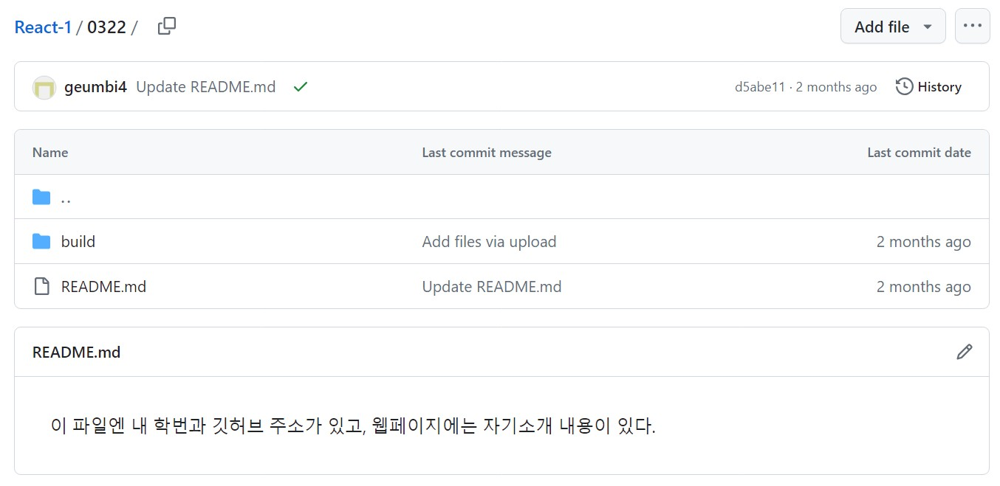 React-1 / 0322 /
Add file
geumbi4 Update README.md
d5abe11 · 2 months ago
History
Name Last commit message Last commit date
..
build Add files via upload 2 months ago
README.md Update README.md 2 months ago
README.md
이 파일엔 내 학번과 깃허브 주소가 있고, 웹페이지에는 자기소개 내용이 있다.